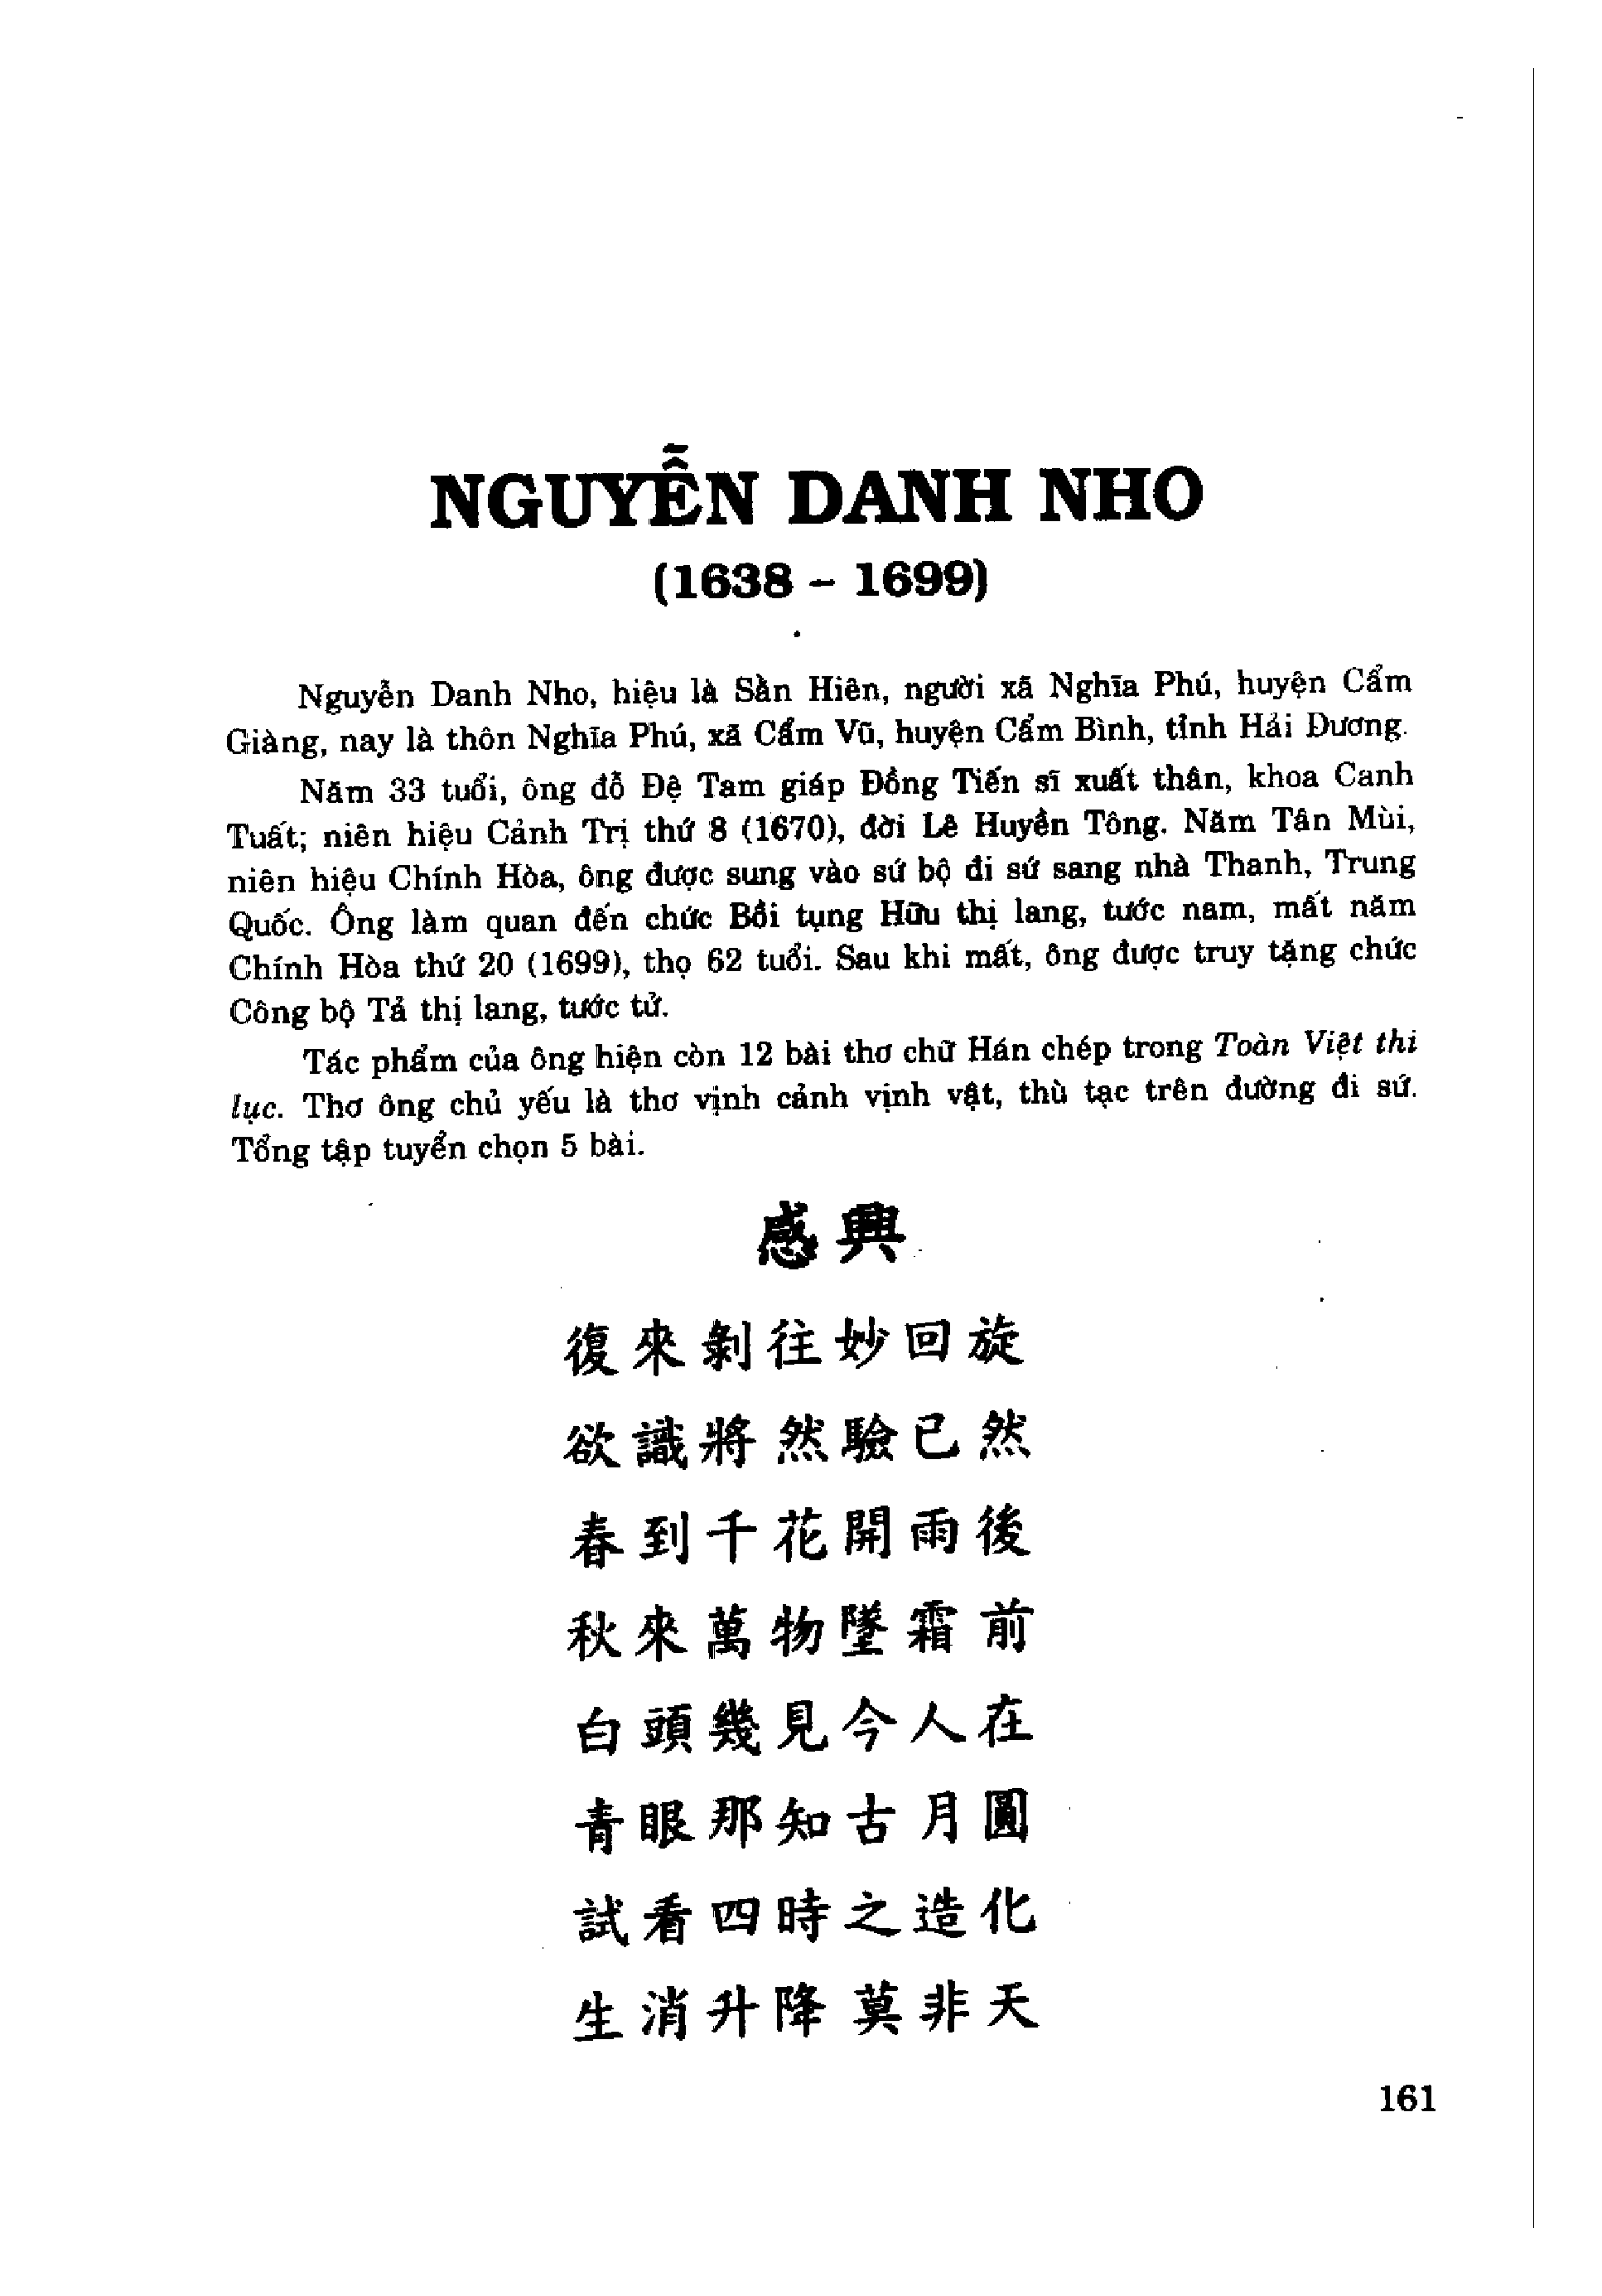 NGUYỄN DANH NHO
(1638 – 1699)
Nguyễn Danh Nho, hiệu là Sằn Hiên, người xã Nghĩa Phú, huyện Cẩm
Giàng, nay là thôn Nghĩa Phú, xã Cẩm Vũ, huyện Cẩm Bình, tỉnh Hải Dương.
Năm 33 tuổi, ông đỗ Đệ Tam giáp Đồng Tiến sĩ xuất thân, khoa Canh
Tuất; niên hiệu Cảnh Trị thứ 8 (1670), đời Lê Huyền Tông. Năm Tân Mùi,
niên hiệu Chính Hòa, ông được sung vào sứ bộ đi sứ sang nhà Thanh, Trung
Quốc. Ông làm quan đến chức Bồi tụng Hữu thị lang, tước nam, mất năm
Chính Hòa thứ 20 (1699), thọ 62 tuổi. Sau khi mất, ông được truy tặng chức
Công bộ Tả thị lang, tước tử.
Tác phẩm của ông hiện còn 12 bài thơ chữ Hán chép trong Toàn Việt thi
lục. Thơ ông chủ yếu là thơ vịnh cảnh vịnh vật, thù tạc trên đường đi sứ.
Tổng tập tuyển chọn 5 bài.
感興
復來剝往妙回旋
欲識將然驗已然
春到千花開雨後
秋來萬物墜霜前
白頭幾見今人在
青眼那知古月圓
試看四時之造化
生消升降莫非天
161